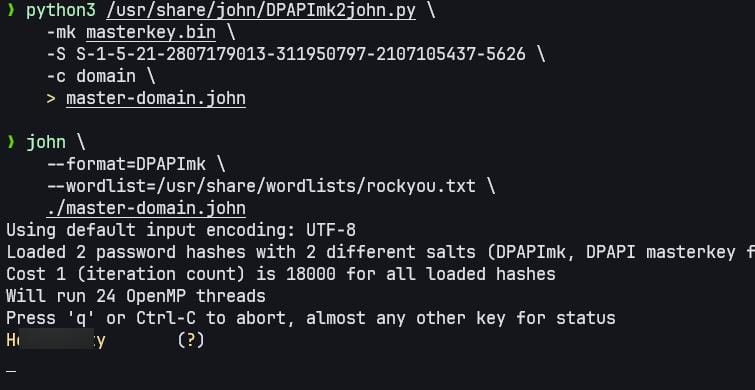 ❯ python3 /usr/share/john/DPAPImk2john.py \
-mk masterkey.bin \
-S S-1-5-21-2807179013-311950797-2107105437-5626 \
-c domain \
> master-domain.john
❯ john \
--format=DPAPImk \
--wordlist=/usr/share/wordlists/rockyou.txt \
./master-domain.john
Using default input encoding: UTF-8
Loaded 2 password hashes with 2 different salts (DPAPImk, DPAPI masterkey f
Cost 1 (iteration count) is 18000 for all loaded hashes
Will run 24 OpenMP threads
Press 'q' or Ctrl-C to abort, almost any other key for status
(?)
_